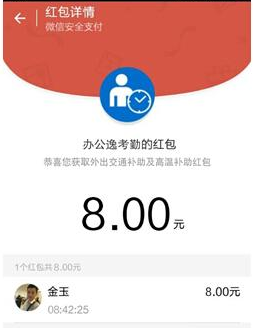 红包详情
微信安全支付
办公逸考勤的红包
恭喜您获取外出交通补助及高温补助红包
8.00元
1个红包共8.00元
金玉 8.00元
08:42:25